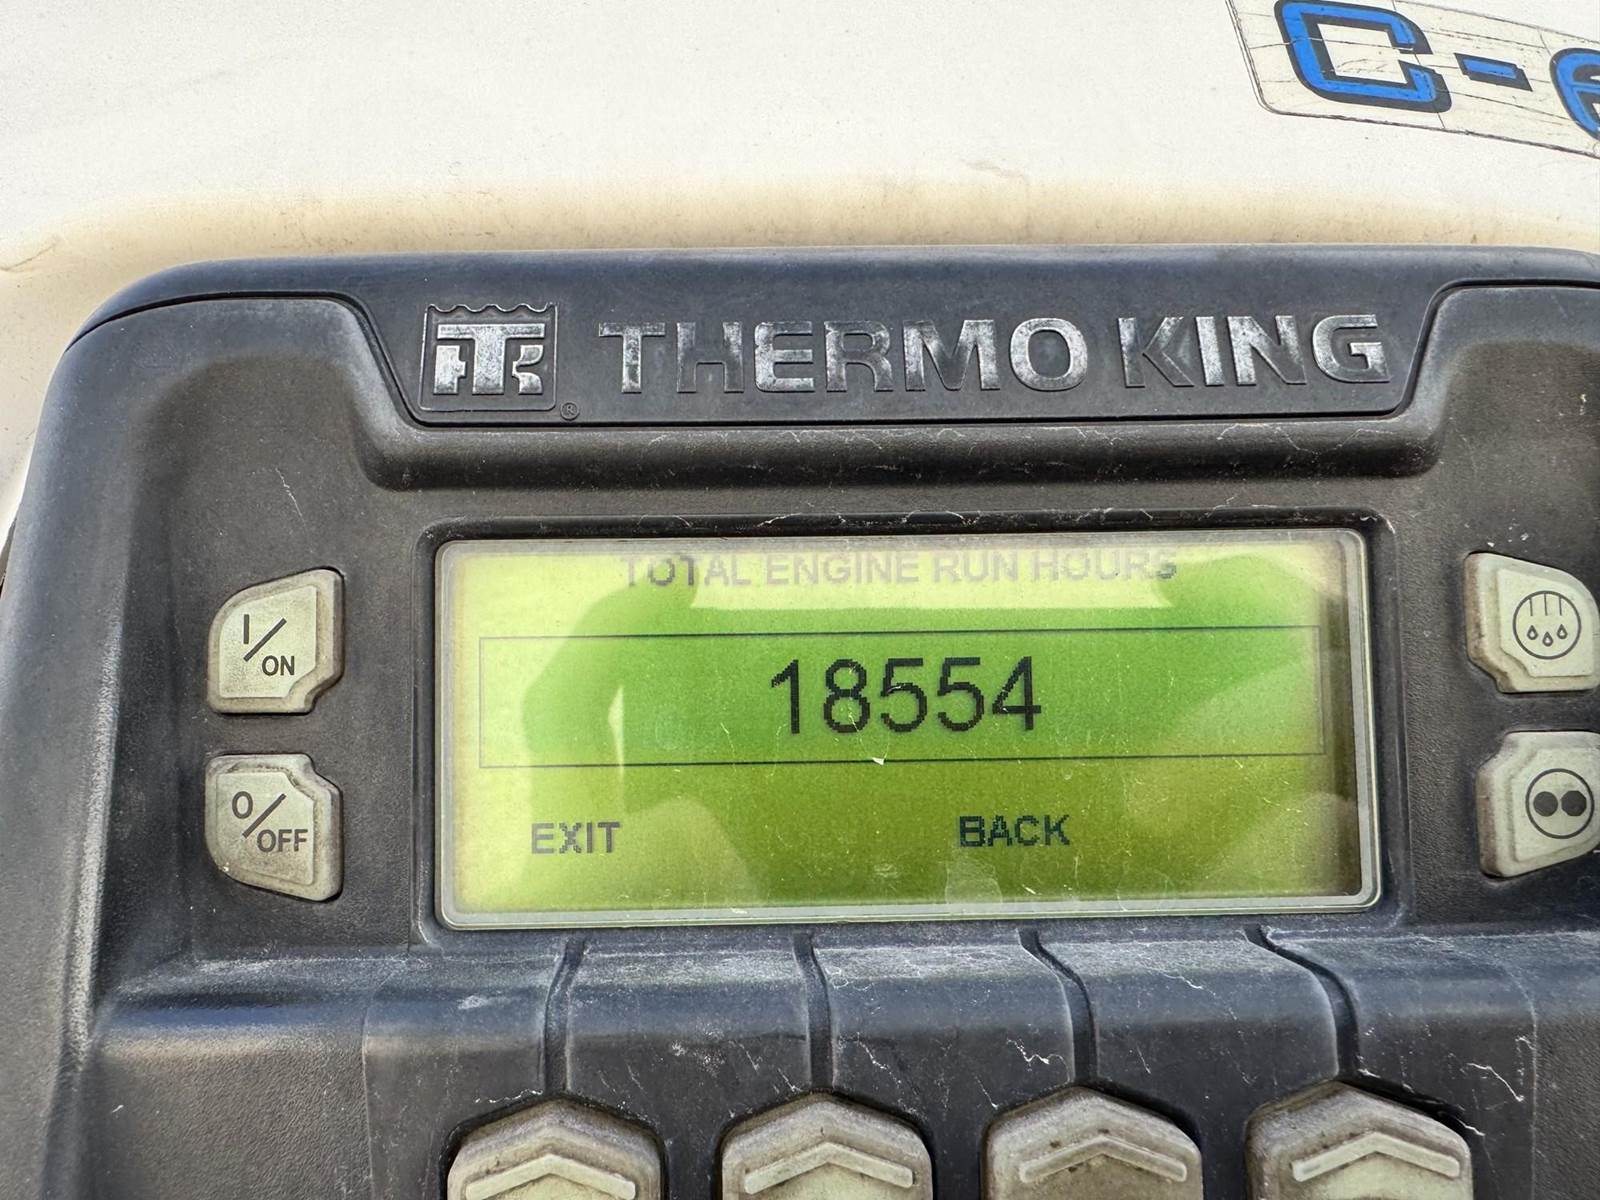 C-
THERMO KING
®
TOTAL ENGINE RUN HOURS
I/ON
18554
O/OFF
EXIT BACK